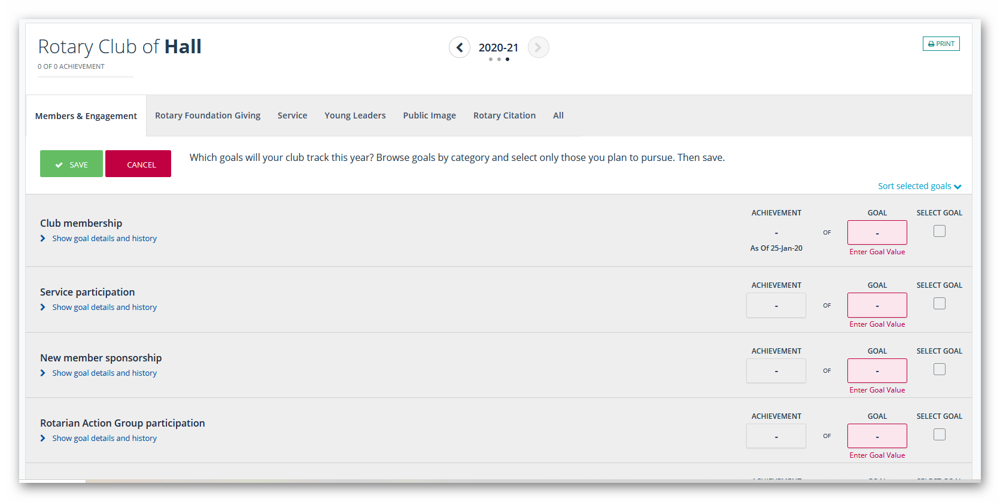 Rotary Club of Hall
0 OF 0 ACHIEVEMENT
2020-21
PRINT
Members & Engagement
Rotary Foundation Giving
Service
Young Leaders
Public Image
Rotary Citation
All
SAVE
CANCEL
Which goals will your club track this year? Browse goals by category and select only those you plan to pursue. Then save.
Sort selected goals
Club membership
Show goal details and history
ACHIEVEMENT
-
As Of 25-Jan-20
OF
GOAL
-
Enter Goal Value
SELECT GOAL
Service participation
Show goal details and history
ACHIEVEMENT
-
OF
GOAL
-
Enter Goal Value
SELECT GOAL
New member sponsorship
Show goal details and history
ACHIEVEMENT
-
OF
GOAL
-
Enter Goal Value
SELECT GOAL
Rotarian Action Group participation
Show goal details and history
ACHIEVEMENT
-
OF
GOAL
-
Enter Goal Value
SELECT GOAL